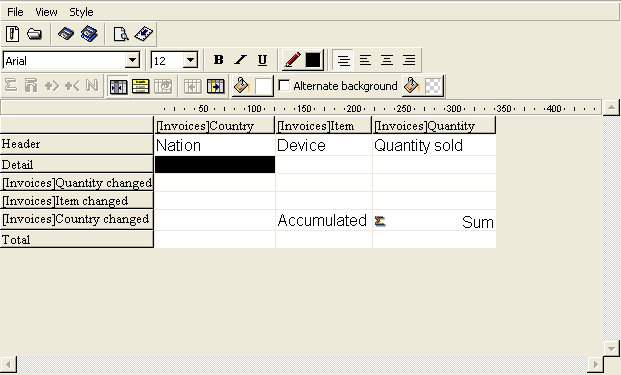 File View Style
Arial 12 B I U
Alternate background
50 100 150 200 250 300 350 400
[Invoices]Country [Invoices]Item [Invoices]Quantity
Header Nation Device Quantity sold
Detail
[Invoices]Quantity changed
[Invoices]Item changed
[Invoices]Country changed Accumulated Σ Sum
Total